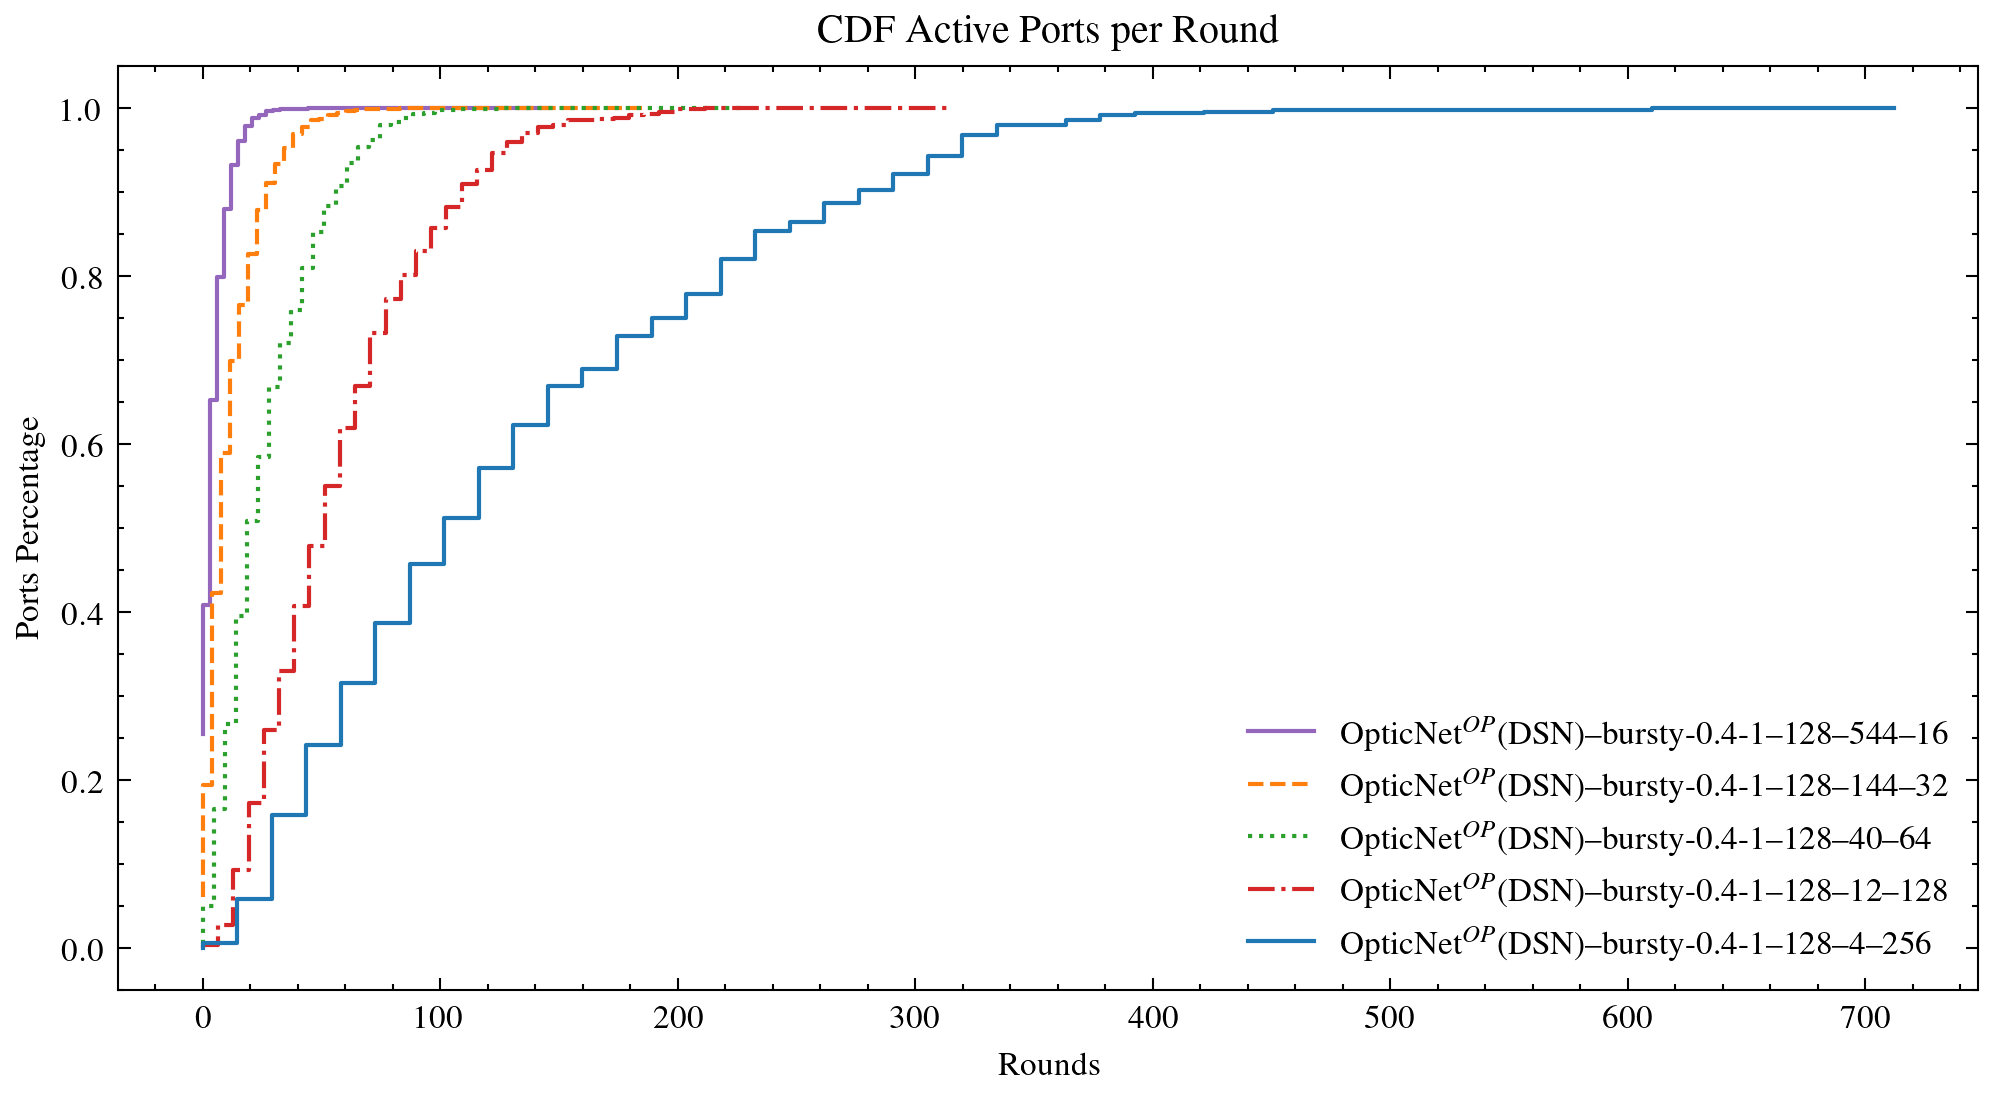 CDF Active Ports per Round
Ports Percentage
1.0
0.8
0.6
0.4
0.2
0.0
OpticNet^{OP}(DSN)–bursty-0.4-1–128–544–16
OpticNet^{OP}(DSN)–bursty-0.4-1–128–144–32
OpticNet^{OP}(DSN)–bursty-0.4-1–128–40–64
OpticNet^{OP}(DSN)–bursty-0.4-1–128–12–128
OpticNet^{OP}(DSN)–bursty-0.4-1–128–4–256
0 100 200 300 400 500 600 700
Rounds